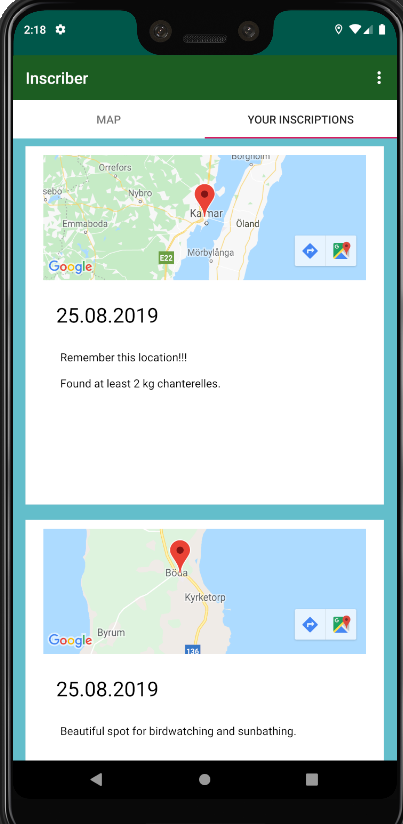 2:18
Inscriber
MAP
YOUR INSCRIPTIONS
Borgholm
Orrefors
sebo
Nybro
Kalmar
Öland
Emmaboda
E22
Mörbylånga
Google
25.08.2019
Remember this location!!!
Found at least 2 kg chanterelles.
Böda
Kyrketorp
Byrum
Google
136
25.08.2019
Beautiful spot for birdwatching and sunbathing.